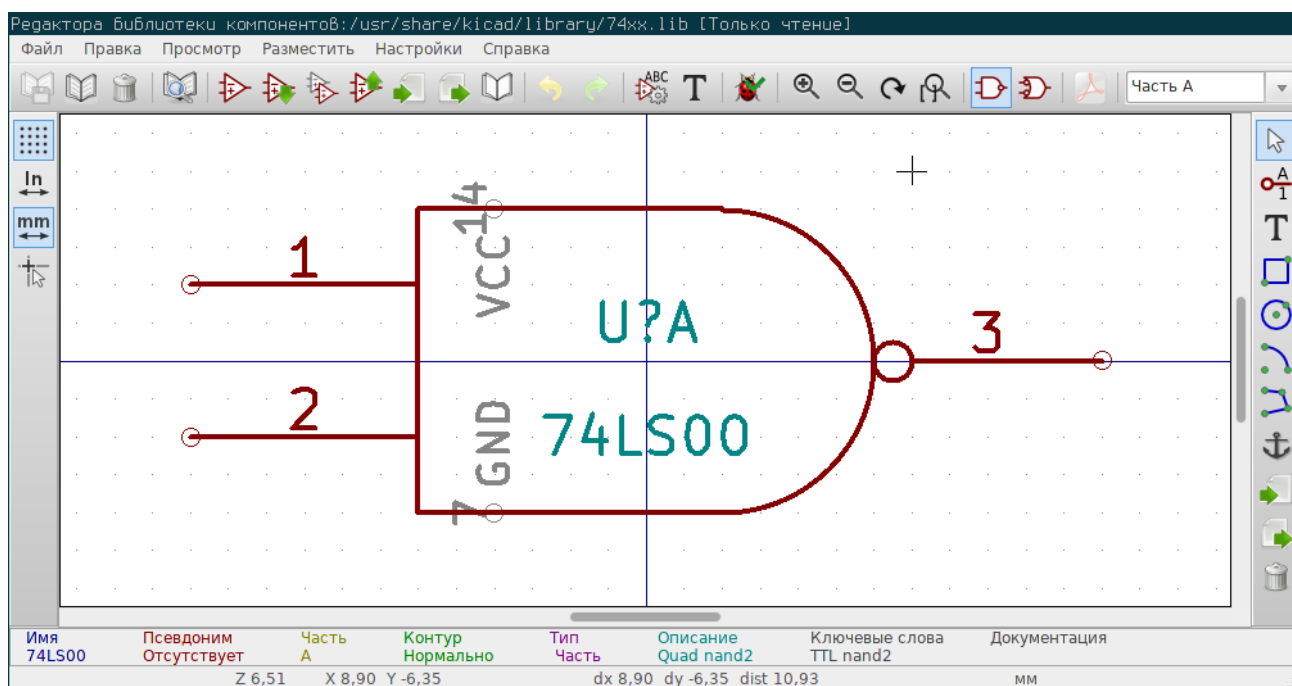 Редактора библиотеки компонентов:/usr/share/kicad/library/74xx.lib [Только чтение]
Файл Правка Просмотр Разместить Настройки Справка
ABC T Часть A
In
mm
A
1
T
14
VCC
1
U?A
3
2
74LS00
GND
7
Имя Псевдоним Часть Контур Тип Описание Ключевые слова Документация
74LS00 Отсутствует A Нормально Часть Quad nand2 TTL nand2
Z 6,51 X 8,90 Y -6,35 dx 8,90 dy -6,35 dist 10,93 мм